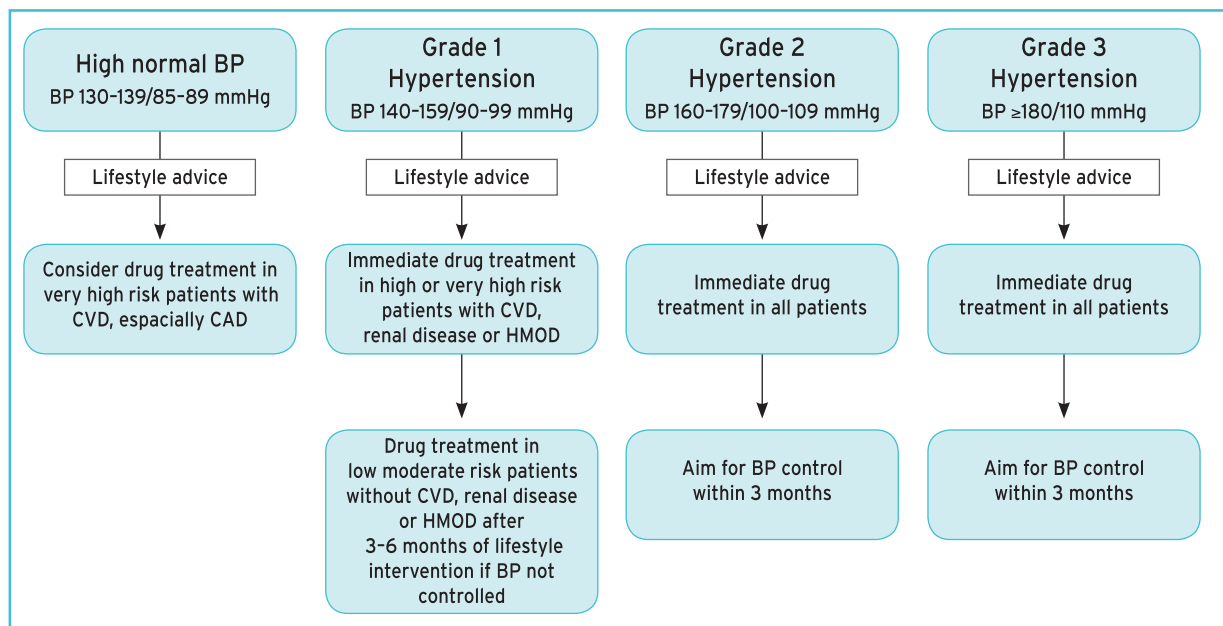 High normal BP
BP 130–139/85–89 mmHg
Lifestyle advice
Consider drug treatment in
very high risk patients with
CVD, espacially CAD
Grade 1
Hypertension
BP 140–159/90–99 mmHg
Lifestyle advice
Immediate drug treatment
in high or very high risk
patients with CVD,
renal disease or HMOD
Drug treatment in
low moderate risk patients
without CVD, renal disease
or HMOD after
3–6 months of lifestyle
intervention if BP not
controlled
Grade 2
Hypertension
BP 160–179/100–109 mmHg
Lifestyle advice
Immediate drug
treatment in all patients
Aim for BP control
within 3 months
Grade 3
Hypertension
BP ≥180/110 mmHg
Lifestyle advice
Immediate drug
treatment in all patients
Aim for BP control
within 3 months